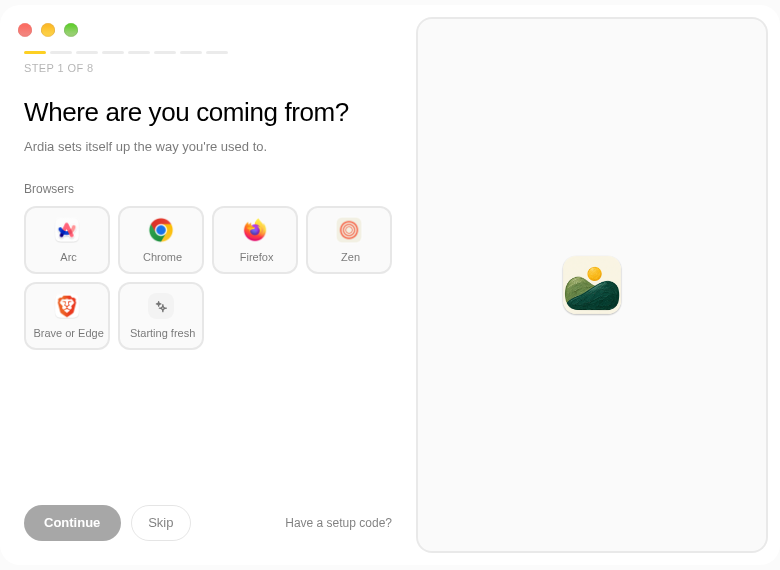 STEP 1 OF 8
Where are you coming from?
Ardia sets itself up the way you're used to.
Browsers
Arc
Chrome
Firefox
Zen
Brave or Edge
Starting fresh
Continue
Skip
Have a setup code?